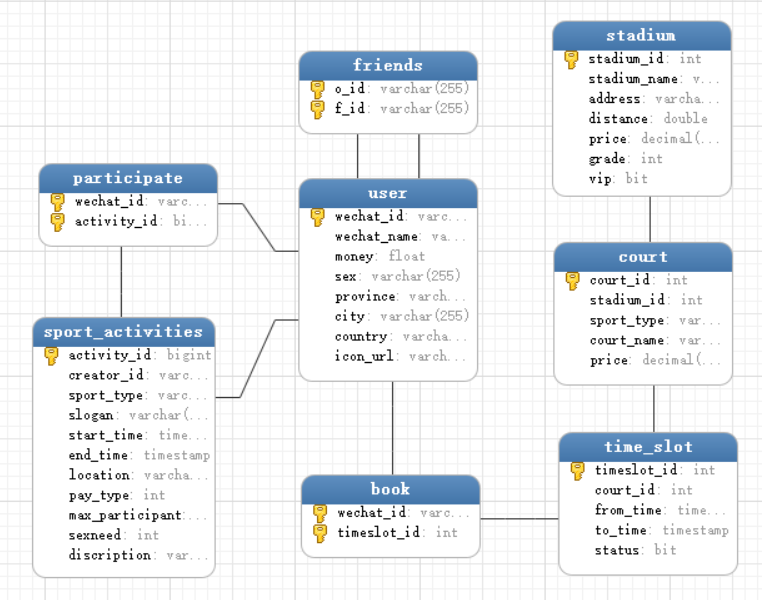 friends
o_id: varchar(255)
f_id: varchar(255)
stadium
stadium_id: int
stadium_name: v...
address: varcha...
distance: double
price: decimal(...
grade: int
vip: bit
participate
wechat_id: varc...
activity_id: bi...
user
wechat_id: varc...
wechat_name: va...
money: float
sex: varchar(255)
province: varch...
city: varchar(255)
country: varcha...
icon_url: varch...
court
court_id: int
stadium_id: int
sport_type: var...
court_name: var...
price: decimal(...
sport_activities
activity_id: bigint
creator_id: varc...
sport_type: varc...
slogan: varchar(...
start_time: time...
end_time: timestamp
location: varcha...
pay_type: int
max_participant:...
sexneed: int
discription: var...
book
wechat_id: varc...
timeslot_id: int
time_slot
timeslot_id: int
court_id: int
from_time: time...
to_time: timestamp
status: bit